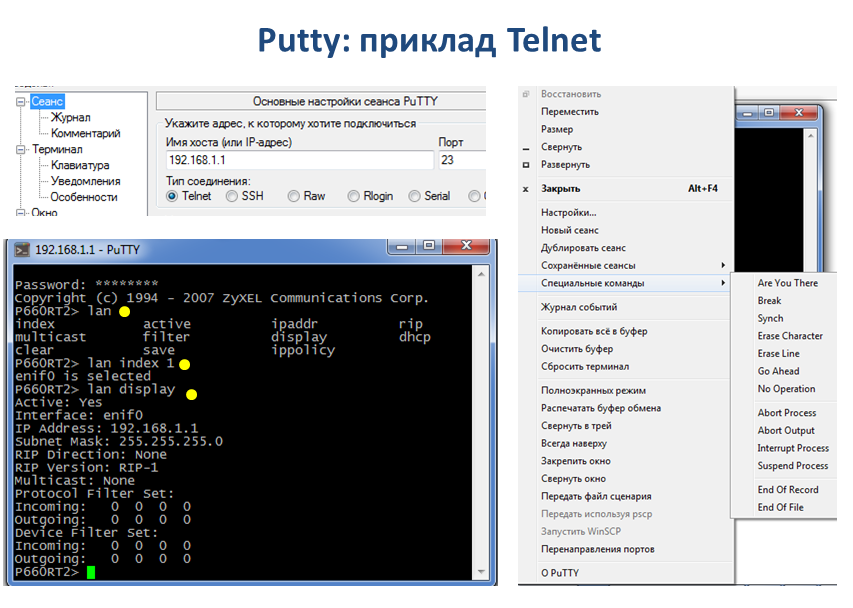 Putty: приклад Telnet
Сеанс
Журнал
Комментарий
Терминал
Клавиатура
Уведомления
Особенности
Окно
Основные настройки сеанса PuTTY
Укажите адрес, к которому хотите подключиться
Имя хоста (или IP-адрес) Порт
192.168.1.1 23
Тип соединения:
Telnet SSH Raw Rlogin Serial
192.168.1.1 - PuTTY
Password: ********
Copyright (c) 1994 - 2007 ZyXEL Communications Corp.
P660RT2> lan
index active ipaddr rip
multicast filter display dhcp
clear save ippolicy
P660RT2> lan index 1
enif0 is selected
P660RT2> lan display
Active: Yes
Interface: enif0
IP Address: 192.168.1.1
Subnet Mask: 255.255.255.0
RIP Direction: None
RIP Version: RIP-1
Multicast: None
Protocol Filter Set:
Incoming: 0 0 0 0
Outgoing: 0 0 0 0
Device Filter Set:
Incoming: 0 0 0 0
Outgoing: 0 0 0 0
P660RT2>
Восстановить
Переместить
Размер
Свернуть
Развернуть
Закрыть Alt+F4
Настройки...
Новый сеанс
Дублировать сеанс
Сохранённые сеансы
Специальные команды
Журнал событий
Копировать всё в буфер
Очистить буфер
Сбросить терминал
Полноэкранных режим
Распечатать буфер обмена
Свернуть в трей
Всегда наверху
Закрепить окно
Свернуть окно
Передать файл сценария
Передать используя pscp
Запустить WinSCP
Перенаправления портов
О PuTTY
Are You There
Break
Synch
Erase Character
Erase Line
Go Ahead
No Operation
Abort Process
Abort Output
Interrupt Process
Suspend Process
End Of Record
End Of File